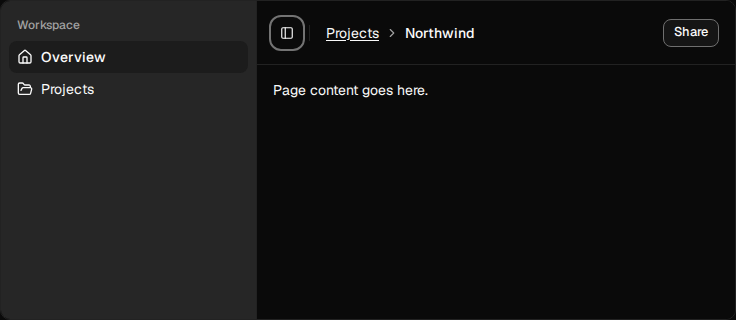 Workspace
Overview
Projects
Projects > Northwind
Share
Page content goes here.